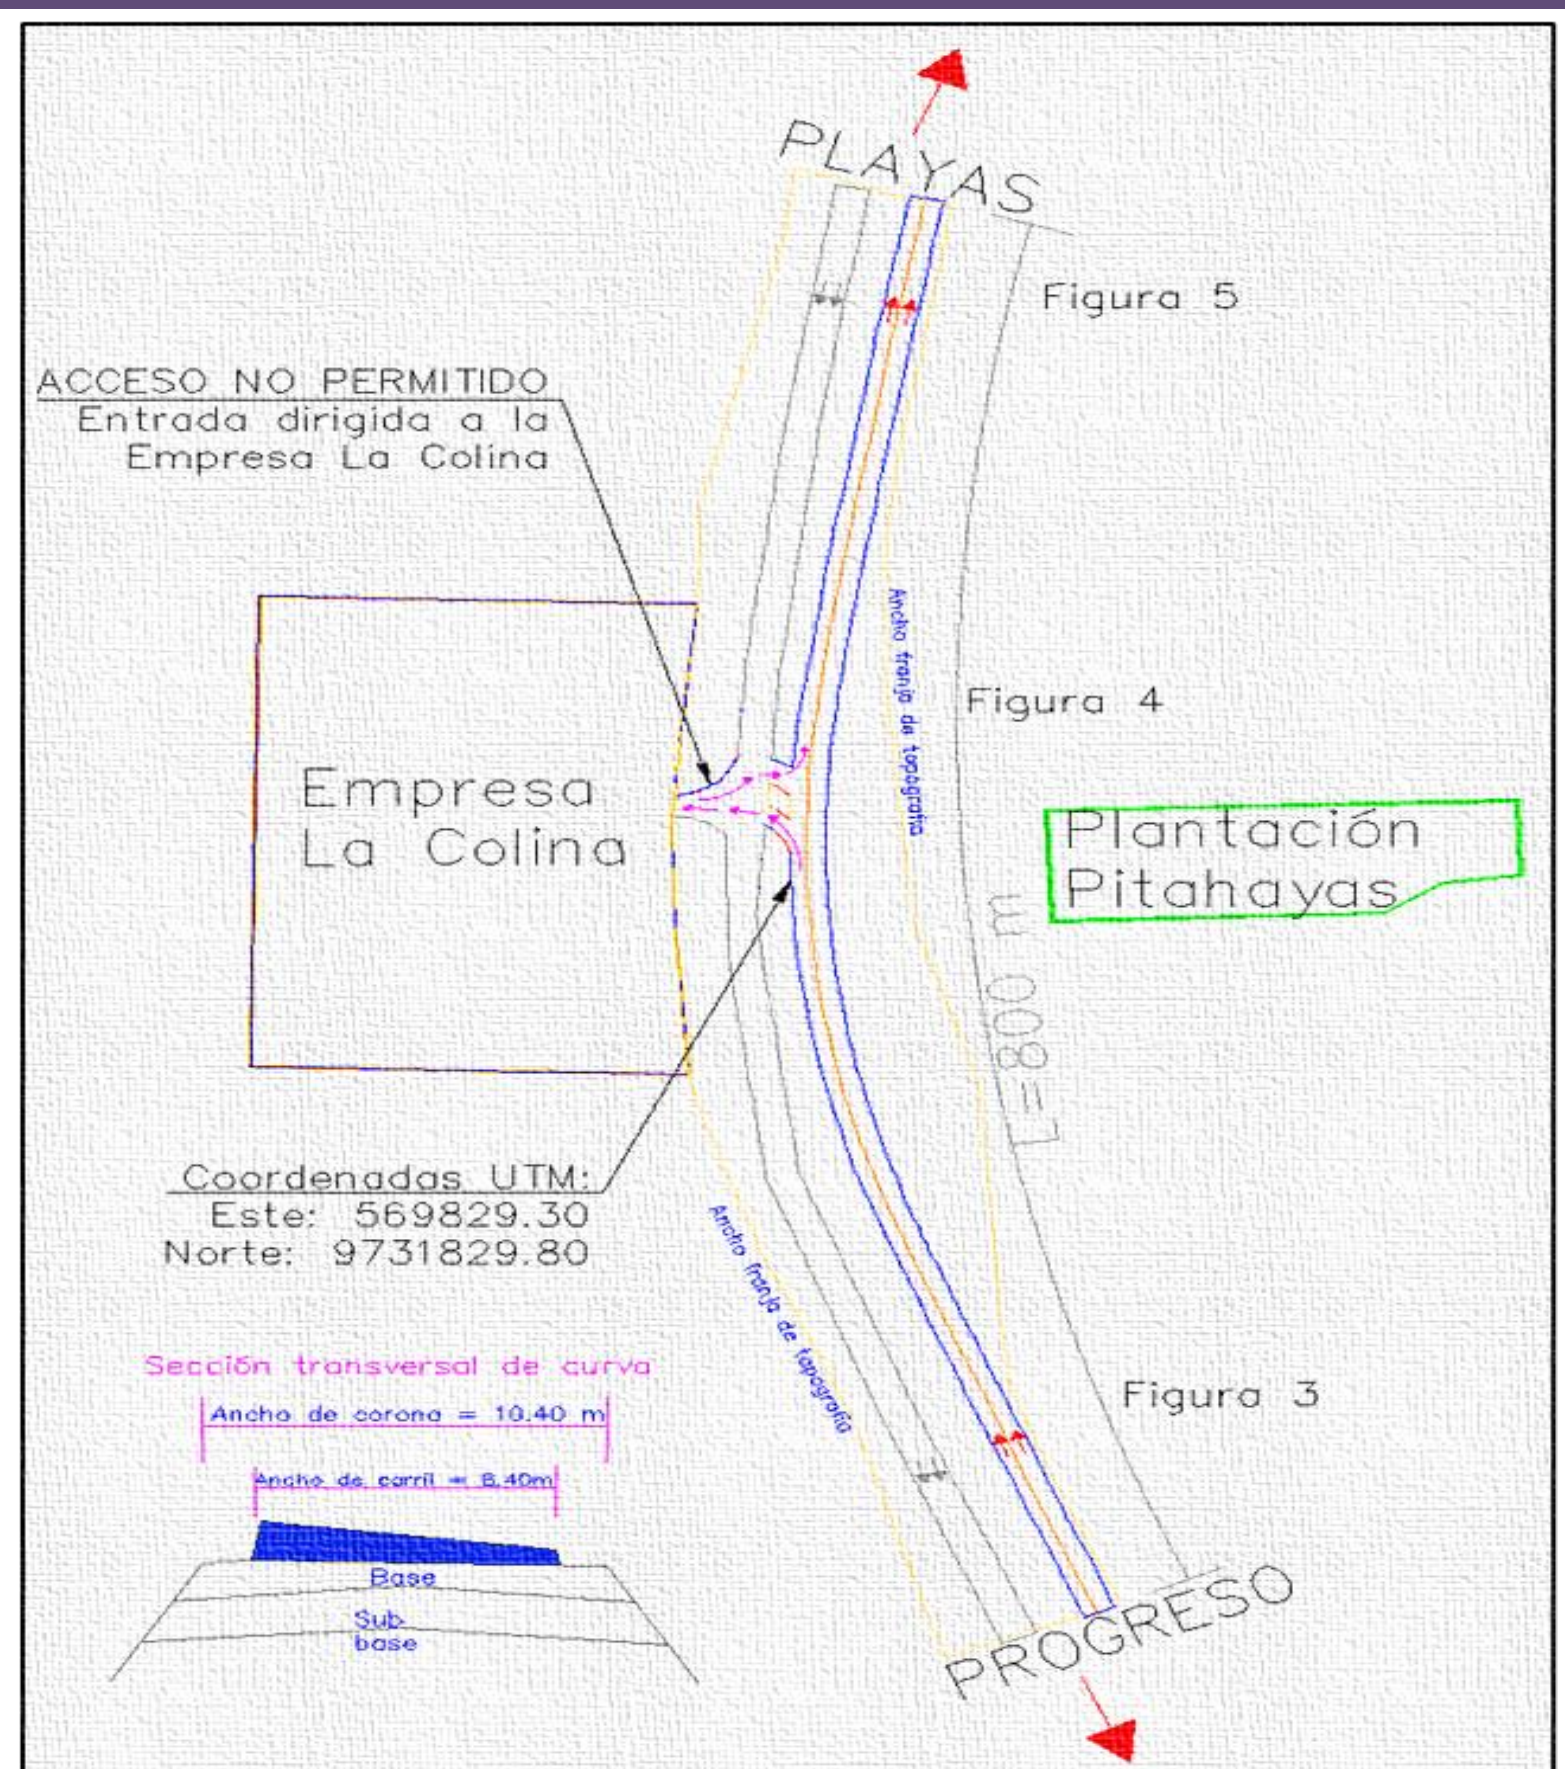 PLAYAS
Figura 5
ACCESO NO PERMITIDO
Entrada dirigida a la
Empresa La Colina
Ancho franja de topografía
Figura 4
Empresa
La Colina
Plantación
Pitahayas
L=800 m
Coordenadas UTM:
Este: 569829.30
Norte: 9731829.80
Ancho franja de topografía
Sección transversal de curva
Ancho de corona = 10.40 m
Figura 3
Ancho de carril = 8.40m
Base
Sub
base
PROGRESO